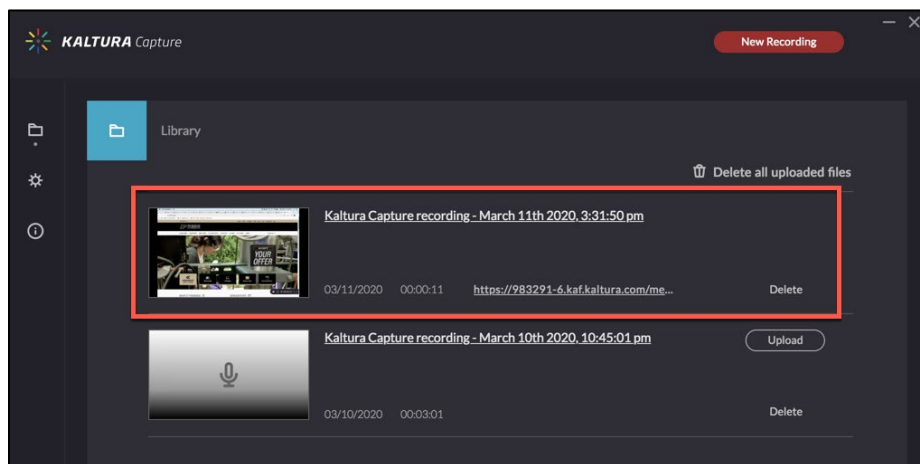 KALTURA Capture
New Recording
Library
Delete all uploaded files
Kaltura Capture recording - March 11th 2020, 3:31:50 pm
YOUR
OFFER
03/11/2020 00:00:11 https://983291-6.kaf.kaltura.com/me... Delete
Kaltura Capture recording - March 10th 2020, 10:45:01 pm
Upload
03/10/2020 00:03:01 Delete